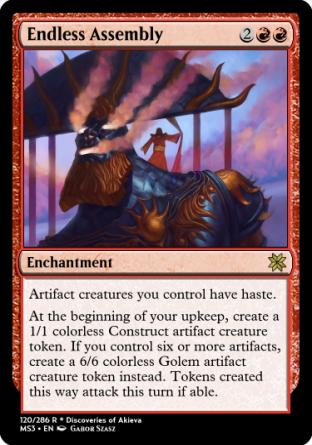 Endless Assembly 2
Enchantment
Artifact creatures you control have haste.
At the beginning of your upkeep, create a
1/1 colorless Construct artifact creature
token. If you control six or more artifacts,
create a 6/6 colorless Golem artifact
creature token instead. Tokens created
this way attack this turn if able.
120/286 R * Discoveries of Akieva
MS3 • EN Gabor Szasz